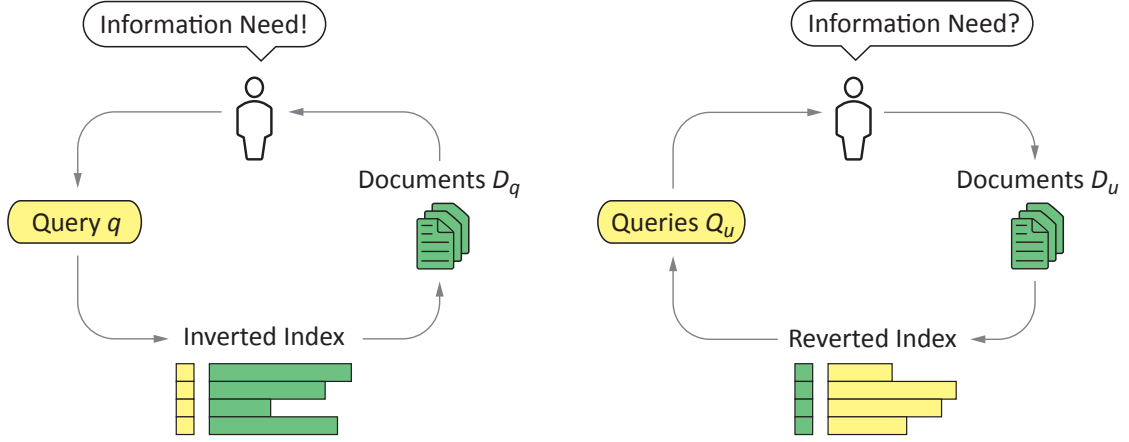 Information Need!
Documents Dq
Query q
Inverted Index
Information Need?
Documents Du
Queries Qu
Reverted Index